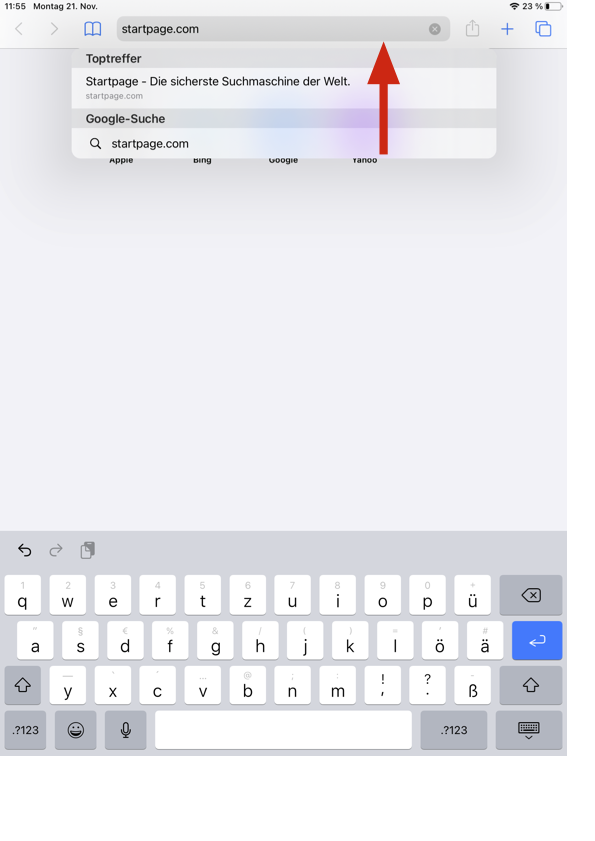 11:55 Montag 21. Nov. 23 %
startpage.com
Toptreffer
Startpage - Die sicherste Suchmaschine der Welt.
startpage.com
Google-Suche
startpage.com
Apple Bing Google Yahoo
1 2 3 4 5 6 7 8 9 0 +
q w e r t z u i o p ü
" § € % & / ( ) = ' #
a s d f g h j k l ö ä
— ` ´ ... @ ; : ! ? -
y x c v b n m , . ß
.?123 .?123